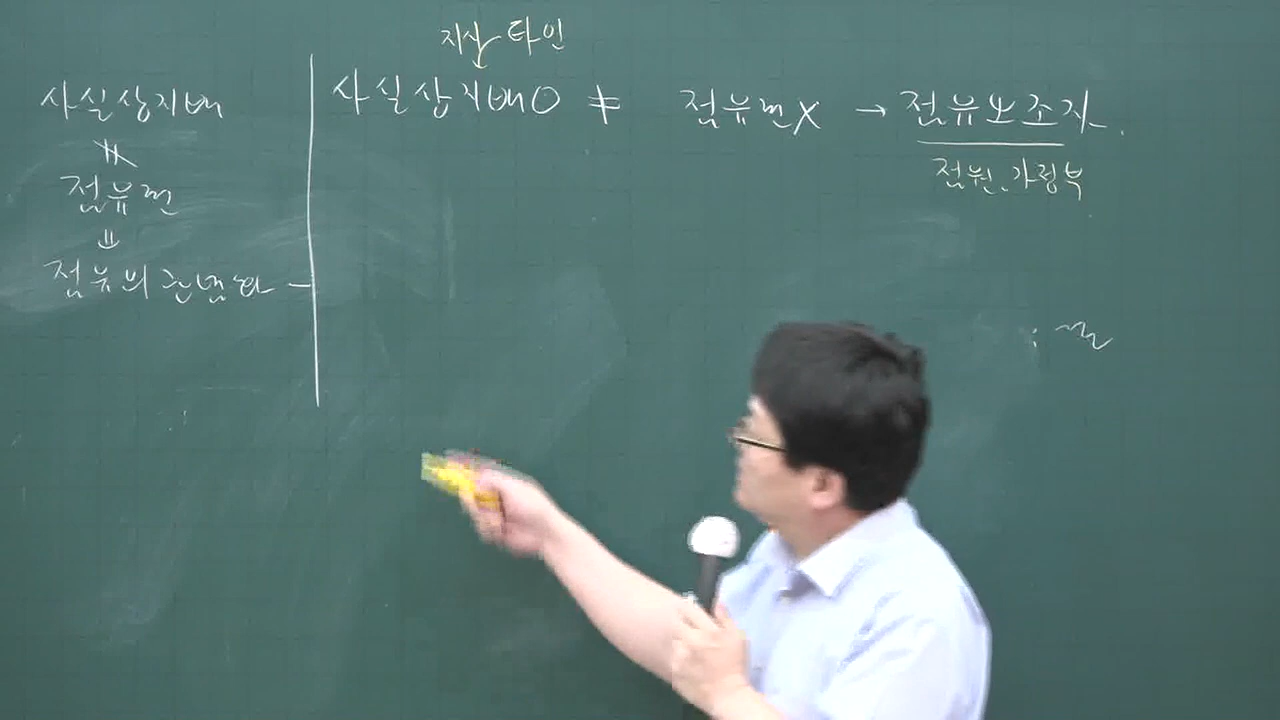 사실상지배
≠
점유권
=
점유의 관념화 -
지시 타인
사실상지배O ≠ 점유권X → 점유보조자.
점원, 가정부